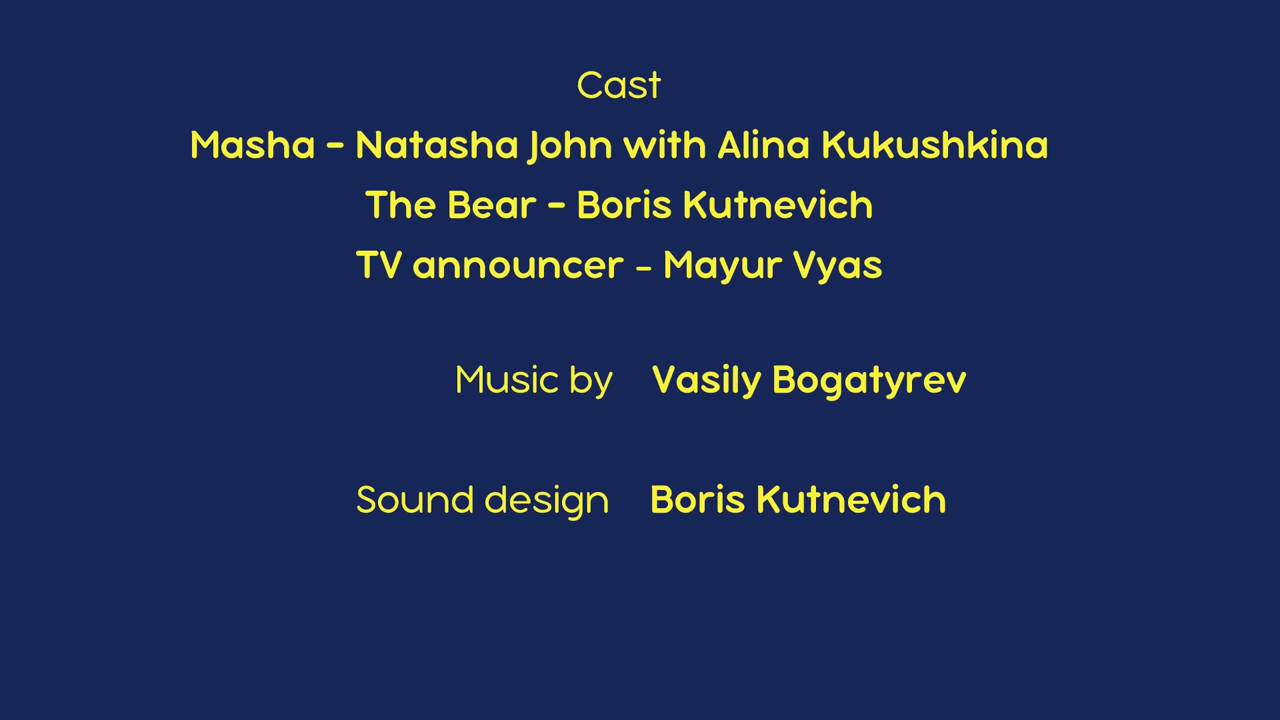 Cast
Masha - Natasha John with Alina Kukushkina
The Bear - Boris Kutnevich
TV announcer - Mayur Vyas
Music by Vasily Bogatyrev
Sound design Boris Kutnevich